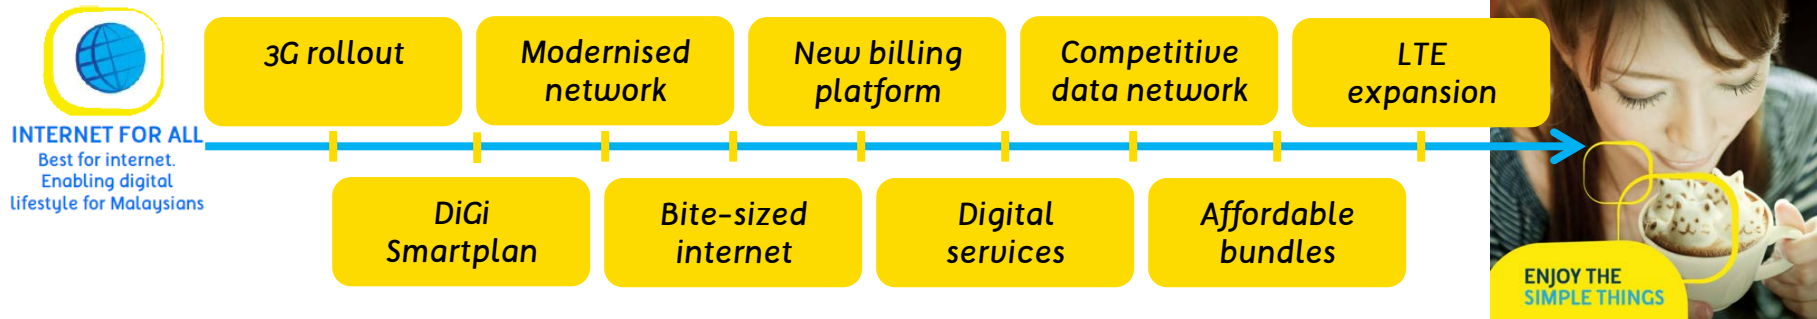 INTERNET FOR ALL
Best for internet.
Enabling digital
lifestyle for Malaysians
3G rollout
Modernised
network
New billing
platform
Competitive
data network
LTE
expansion
DiGi
Smartplan
Bite-sized
internet
Digital
services
Affordable
bundles
ENJOY THE
SIMPLE THINGS